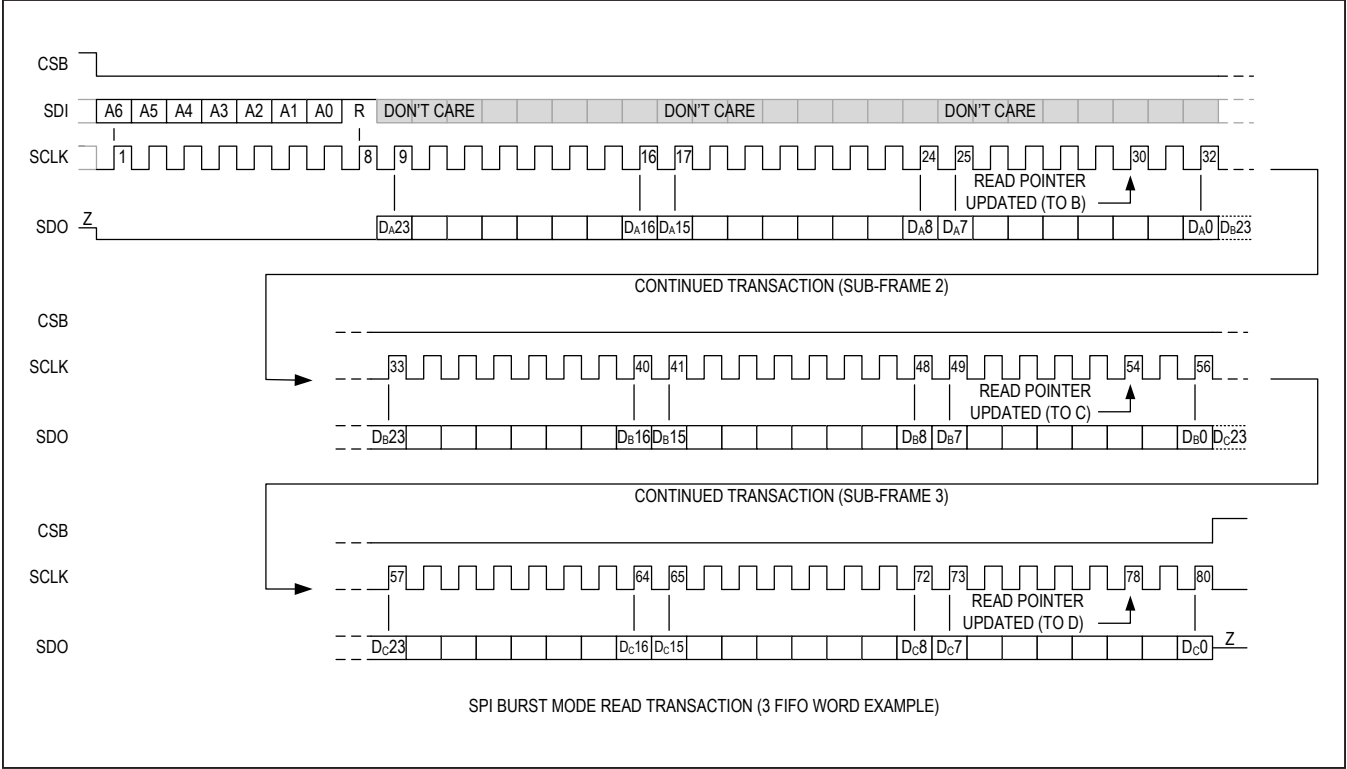 CSB
SDI A6 A5 A4 A3 A2 A1 A0 R DON'T CARE DON'T CARE DON'T CARE
SCLK 1 8 9 16 17 24 25 30 32
READ POINTER
UPDATED (TO B)
SDO Z DA23 DA16 DA15 DA8 DA7 DA0 DB23
CONTINUED TRANSACTION (SUB-FRAME 2)
CSB
SCLK 33 40 41 48 49 54 56
READ POINTER
UPDATED (TO C)
SDO DB23 DB16 DB15 DB8 DB7 DB0 DC23
CONTINUED TRANSACTION (SUB-FRAME 3)
CSB
SCLK 57 64 65 72 73 78 80
READ POINTER
UPDATED (TO D)
SDO DC23 DC16 DC15 DC8 DC7 DC0 Z
SPI BURST MODE READ TRANSACTION (3 FIFO WORD EXAMPLE)